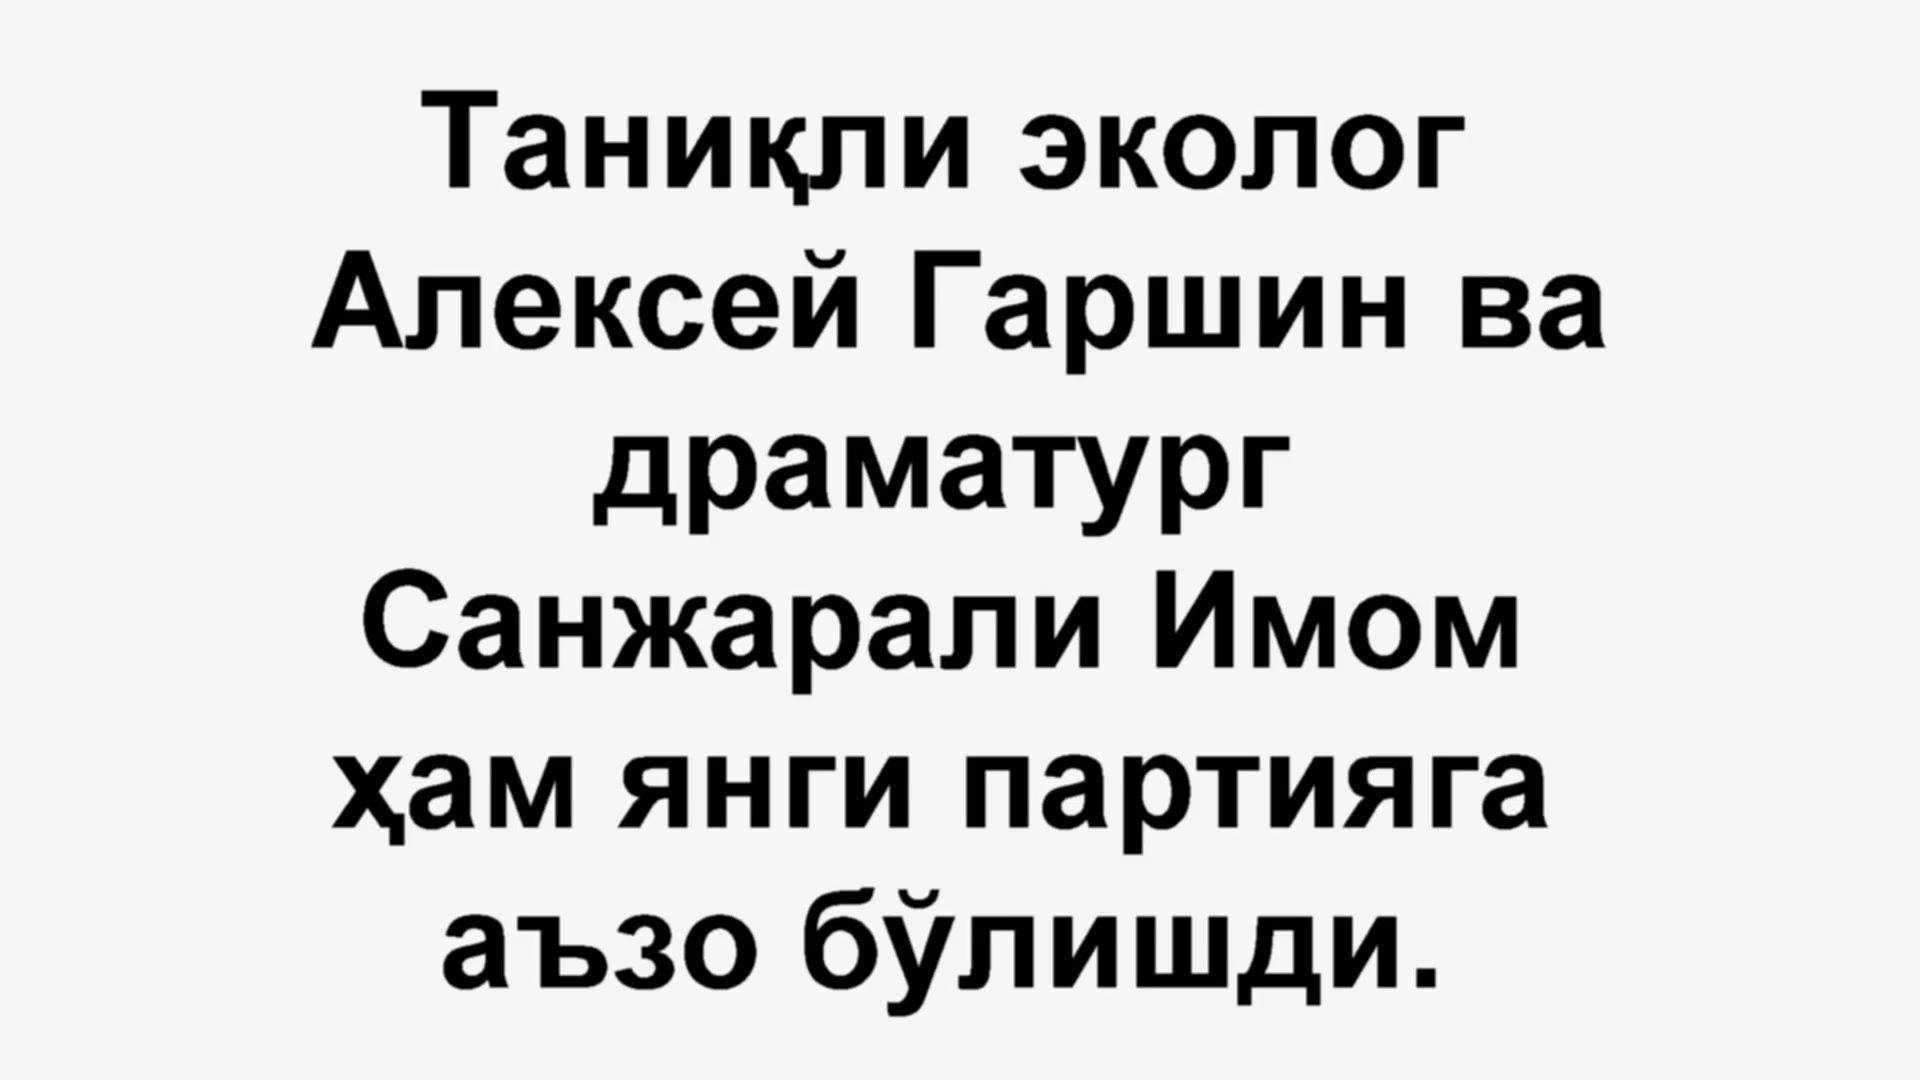 Таниқли эколог
Алексей Гаршин ва
драматург
Санжарали Имом
ҳам янги партияга
аъзо бўлишди.